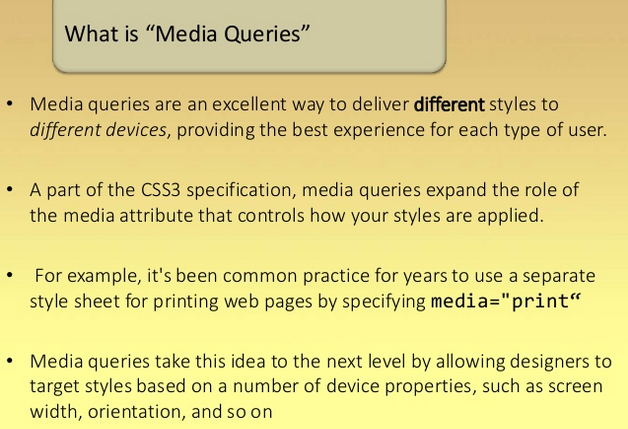 What is “Media Queries”
• Media queries are an excellent way to deliver different styles to
different devices, providing the best experience for each type of user.
• A part of the CSS3 specification, media queries expand the role of
the media attribute that controls how your styles are applied.
• For example, it's been common practice for years to use a separate
style sheet for printing web pages by specifying media="print“
• Media queries take this idea to the next level by allowing designers to
target styles based on a number of device properties, such as screen
width, orientation, and so on